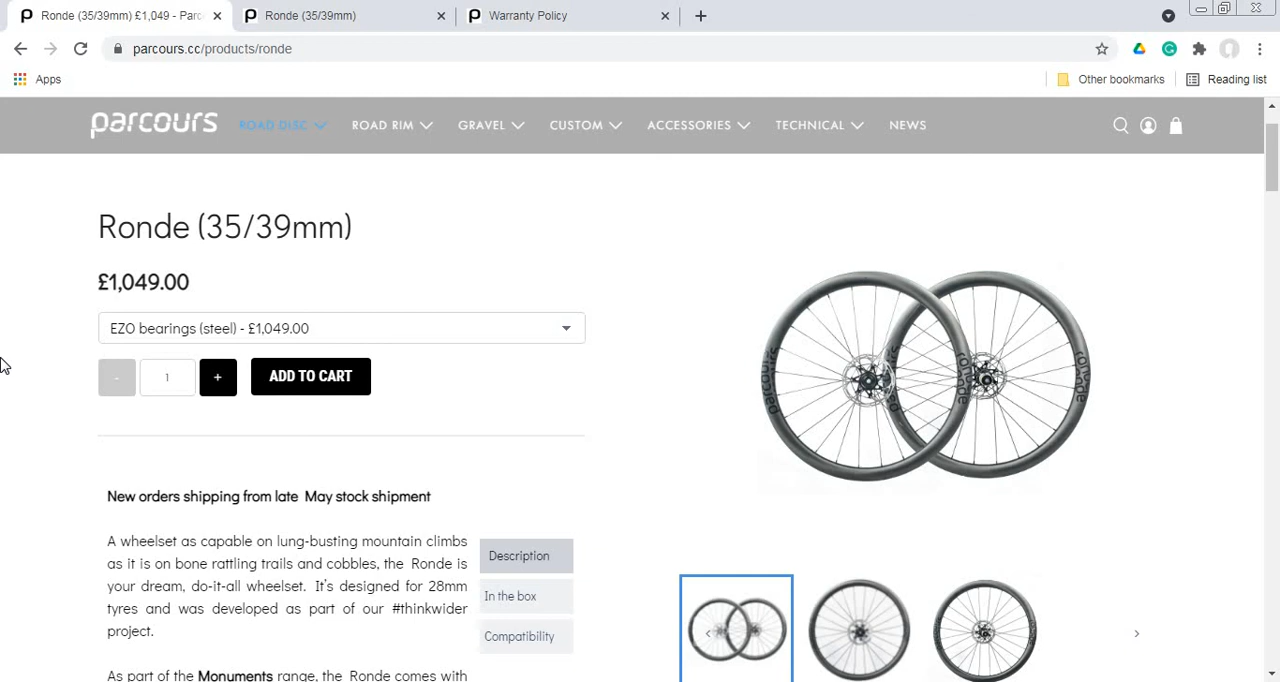 Ronde (35/39mm) £1,049 - Parc
Ronde (35/39mm)
Warranty Policy
parcours.cc/products/ronde
Apps
Other bookmarks
Reading list
parcours
ROAD DISC
ROAD RIM
GRAVEL
CUSTOM
ACCESSORIES
TECHNICAL
NEWS
Ronde (35/39mm)
£1,049.00
EZO bearings (steel) - £1,049.00
-
1
+
ADD TO CART
New orders shipping from late May stock shipment
A wheelset as capable on lung-busting mountain climbs
as it is on bone rattling trails and cobbles, the Ronde is
your dream, do-it-all wheelset. It's designed for 28mm
tyres and was developed as part of our #thinkwider
project.
As part of the Monuments range, the Ronde comes with
Description
In the box
Compatibility
parcours
ronde
parcours
ronde